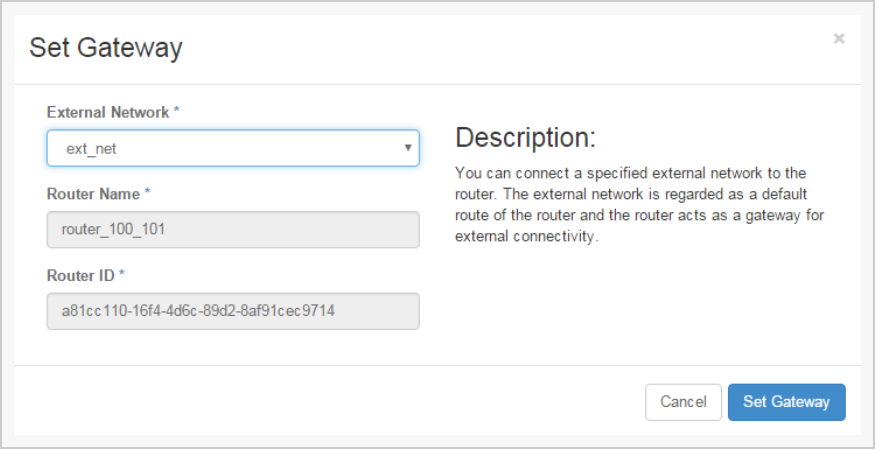 Set Gateway
×
External Network *
ext_net
Router Name *
router_100_101
Router ID *
a81cc110-16f4-4d6c-89d2-8af91cec9714
Description:
You can connect a specified external network to the
router. The external network is regarded as a default
route of the router and the router acts as a gateway for
external connectivity.
Cancel
Set Gateway